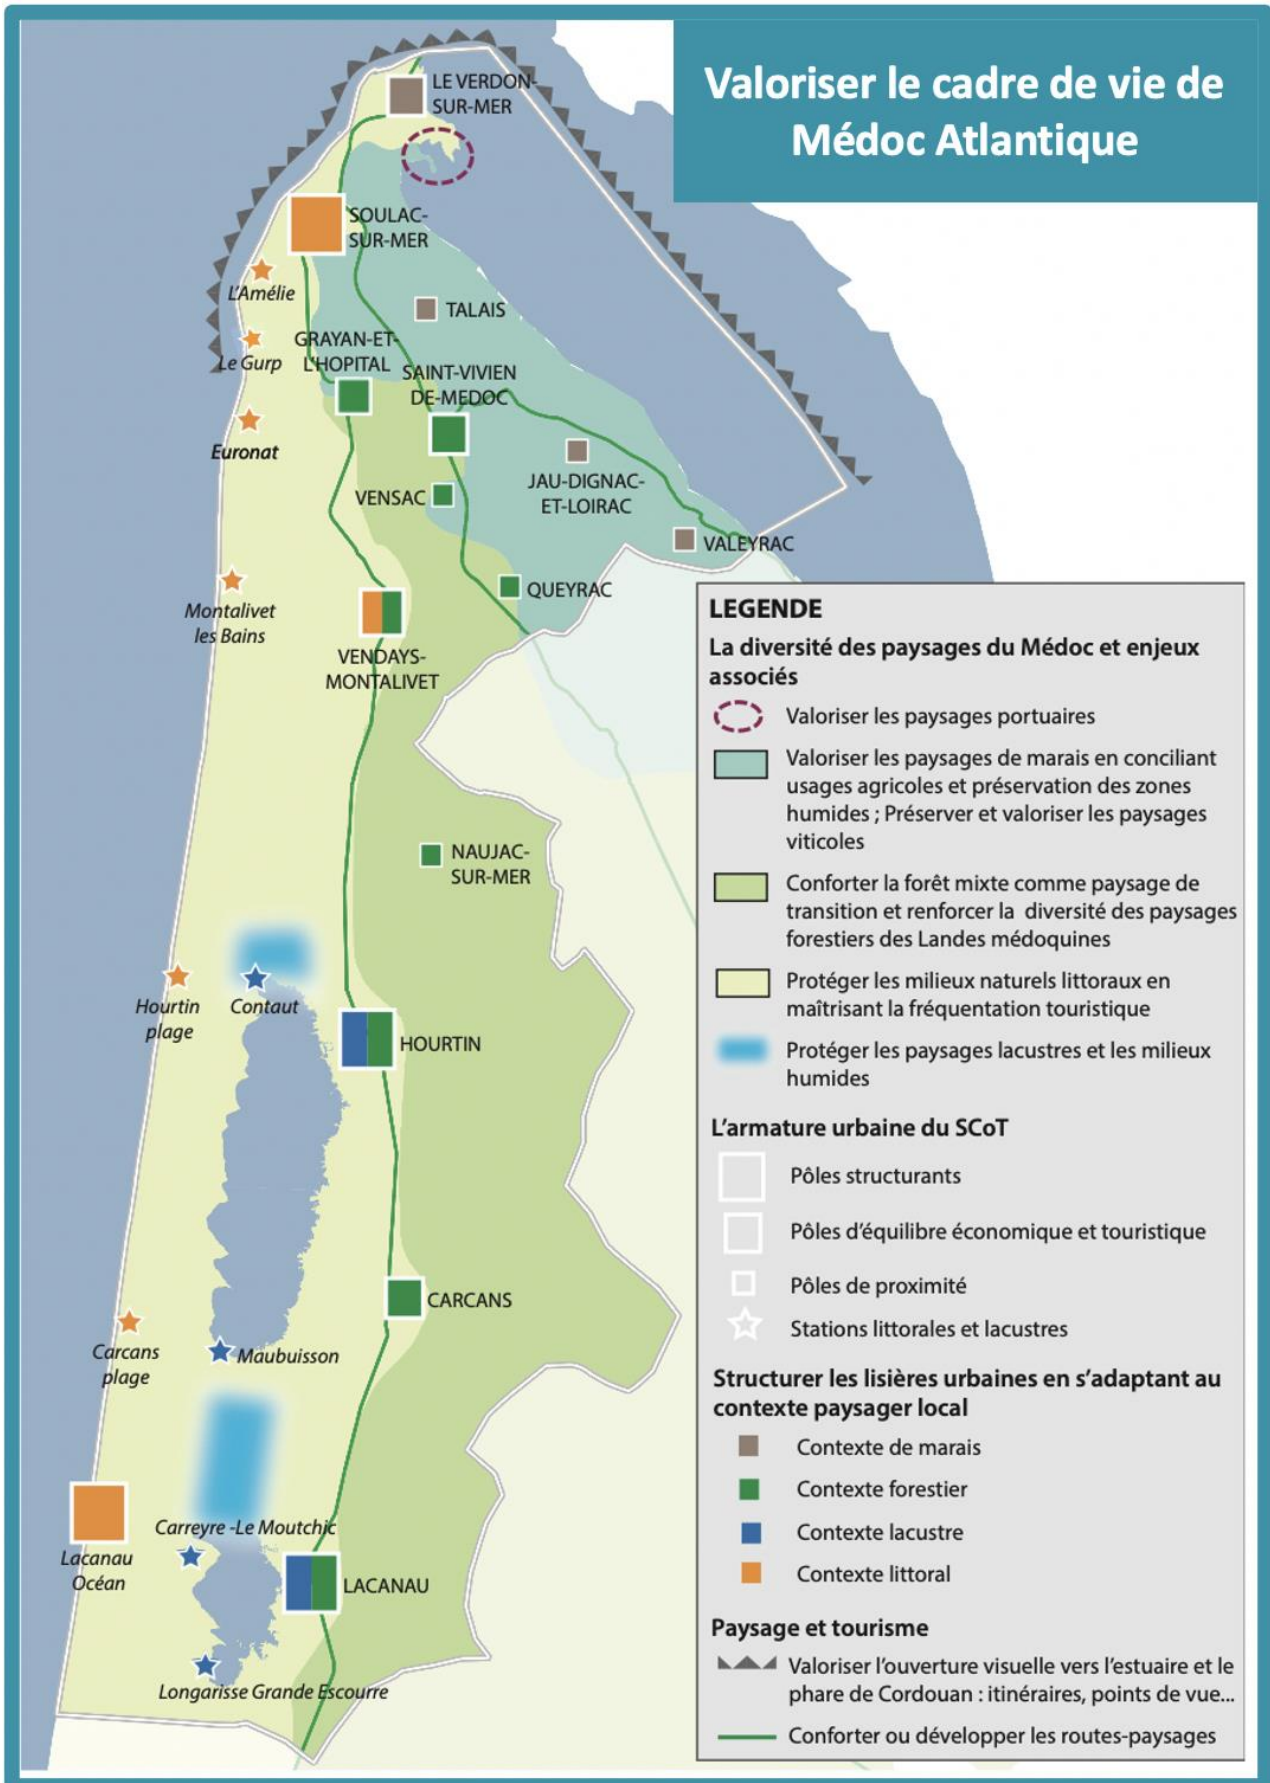 Valoriser le cadre de vie de
Médoc Atlantique
LE VERDON-
SUR-MER
SOULAC-
SUR-MER
L'Amélie
TALAIS
Le Gurp
GRAYAN-ET-
L'HOPITAL
SAINT-VIVIEN
DE-MEDOC
Euronat
JAU-DIGNAC-
ET-LOIRAC
VENSAC
VALEYRAC
QUEYRAC
Montalivet
les Bains
VENDAYS-
MONTALIVET
NAUJAC-
SUR-MER
Hourtin
plage
Contaut
HOURTIN
CARCANS
Carcans
plage
Maubuisson
Carreyre -Le Moutchic
Lacanau
Océan
LACANAU
Longarisse Grande Escourre
LEGENDE
La diversité des paysages du Médoc et enjeux
associés
Valoriser les paysages portuaires
Valoriser les paysages de marais en conciliant
usages agricoles et préservation des zones
humides ; Préserver et valoriser les paysages
viticoles
Conforter la forêt mixte comme paysage de
transition et renforcer la diversité des paysages
forestiers des Landes médoquines
Protéger les milieux naturels littoraux en
maîtrisant la fréquentation touristique
Protéger les paysages lacustres et les milieux
humides
L'armature urbaine du SCoT
Pôles structurants
Pôles d'équilibre économique et touristique
Pôles de proximité
Stations littorales et lacustres
Structurer les lisières urbaines en s'adaptant au
contexte paysager local
Contexte de marais
Contexte forestier
Contexte lacustre
Contexte littoral
Paysage et tourisme
Valoriser l'ouverture visuelle vers l'estuaire et le
phare de Cordouan : itinéraires, points de vue...
Conforter ou développer les routes-paysages